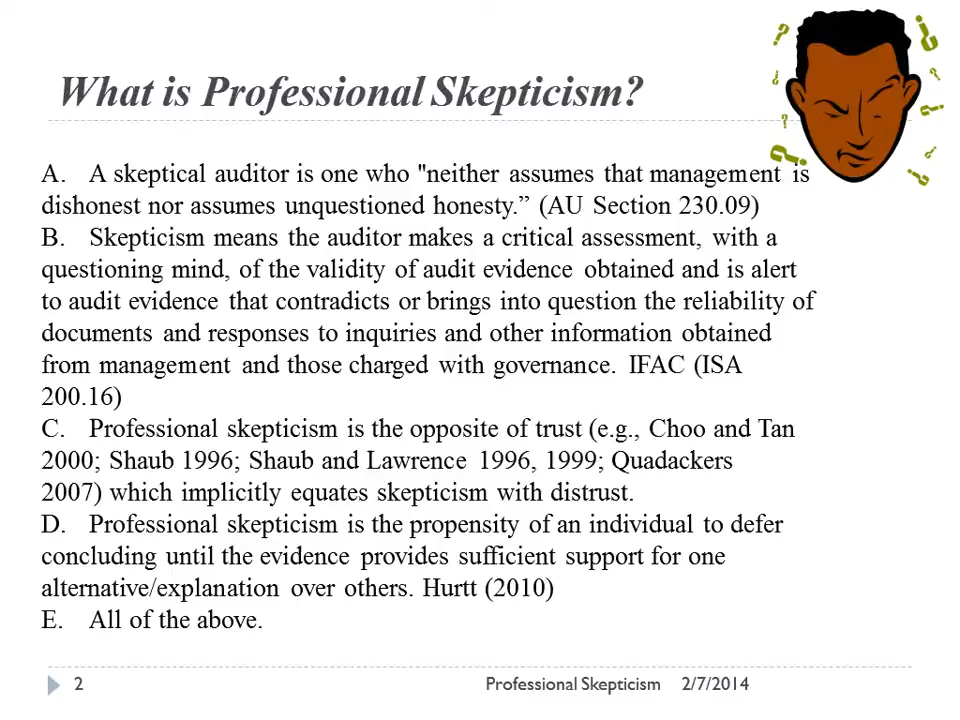 What is Professional Skepticism?
A. A skeptical auditor is one who "neither assumes that management is
dishonest nor assumes unquestioned honesty.” (AU Section 230.09)
B. Skepticism means the auditor makes a critical assessment, with a
questioning mind, of the validity of audit evidence obtained and is alert
to audit evidence that contradicts or brings into question the reliability of
documents and responses to inquiries and other information obtained
from management and those charged with governance. IFAC (ISA
200.16)
C. Professional skepticism is the opposite of trust (e.g., Choo and Tan
2000; Shaub 1996; Shaub and Lawrence 1996, 1999; Quadackers
2007) which implicitly equates skepticism with distrust.
D. Professional skepticism is the propensity of an individual to defer
concluding until the evidence provides sufficient support for one
alternative/explanation over others. Hurtt (2010)
E. All of the above.
2 Professional Skepticism 2/7/2014